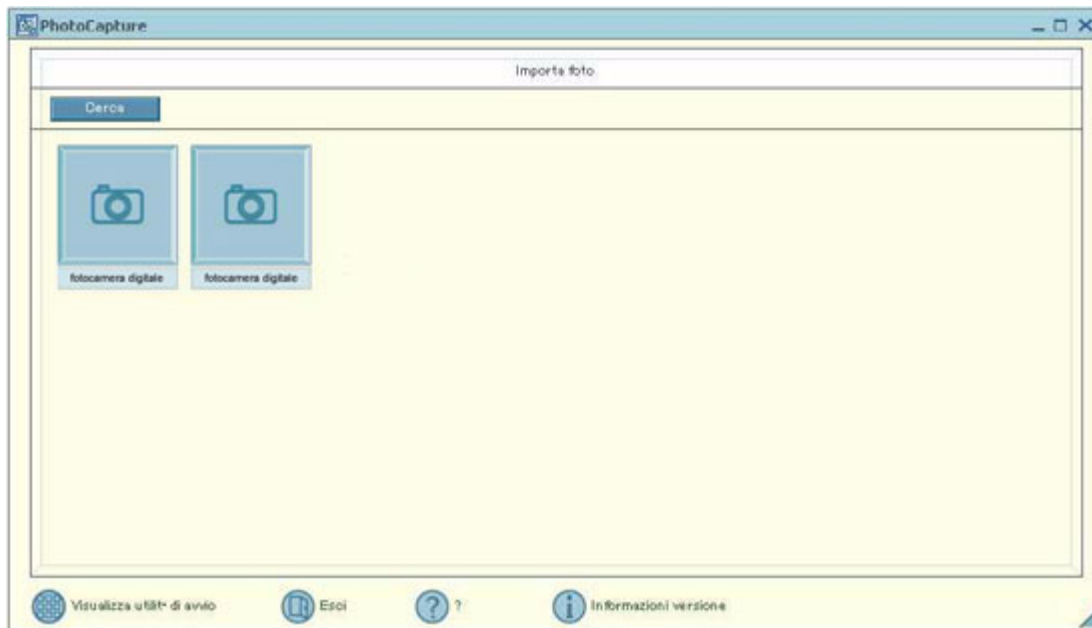 PhotoCapture
Importa foto
Cerca
fotocamera digitale fotocamera digitale
Visualizza utilit• di avvio Esci ? ? Informazioni versione